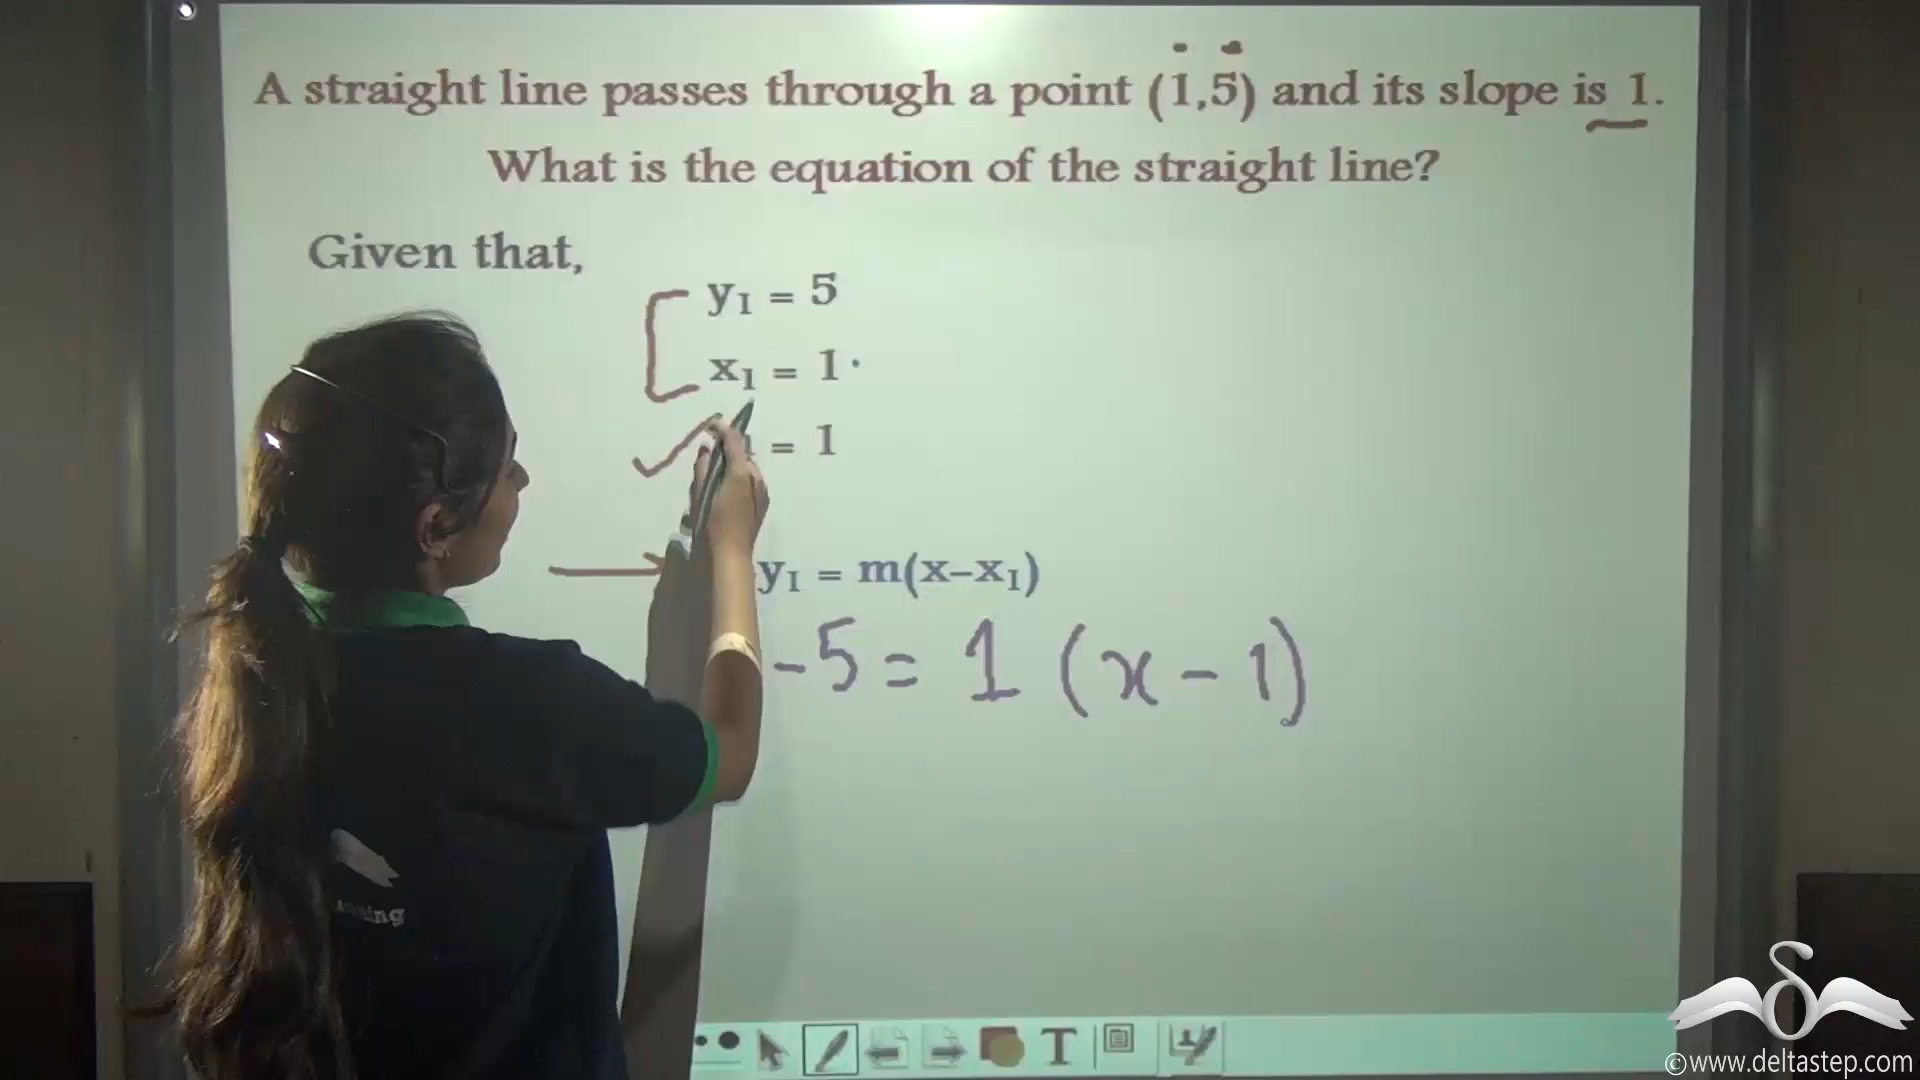 A straight line passes through a point (1,5) and its slope is 1.
What is the equation of the straight line?
Given that,
y₁ = 5
x₁ = 1
= 1
y₁ = m(x–x₁)
-5 = 1 (x - 1)
T
©www.deltastep.com